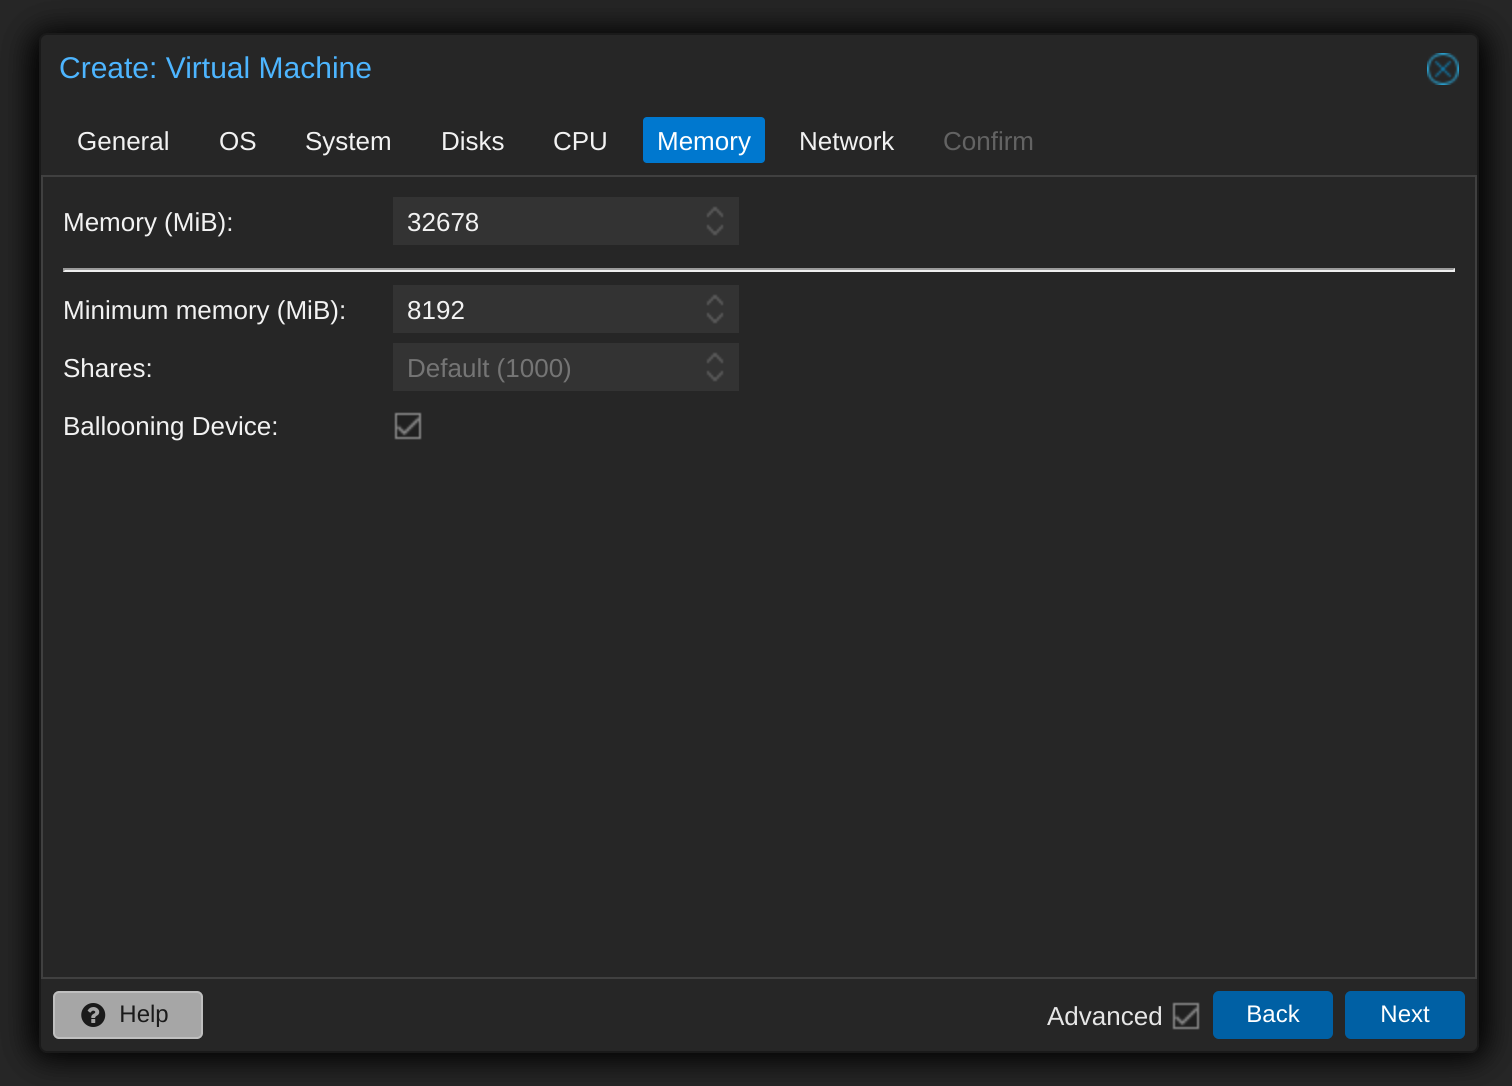 Create: Virtual Machine
General OS System Disks CPU Memory Network Confirm
Memory (MiB): 32678
Minimum memory (MiB): 8192
Shares: Default (1000)
Ballooning Device:
Help Advanced Back Next